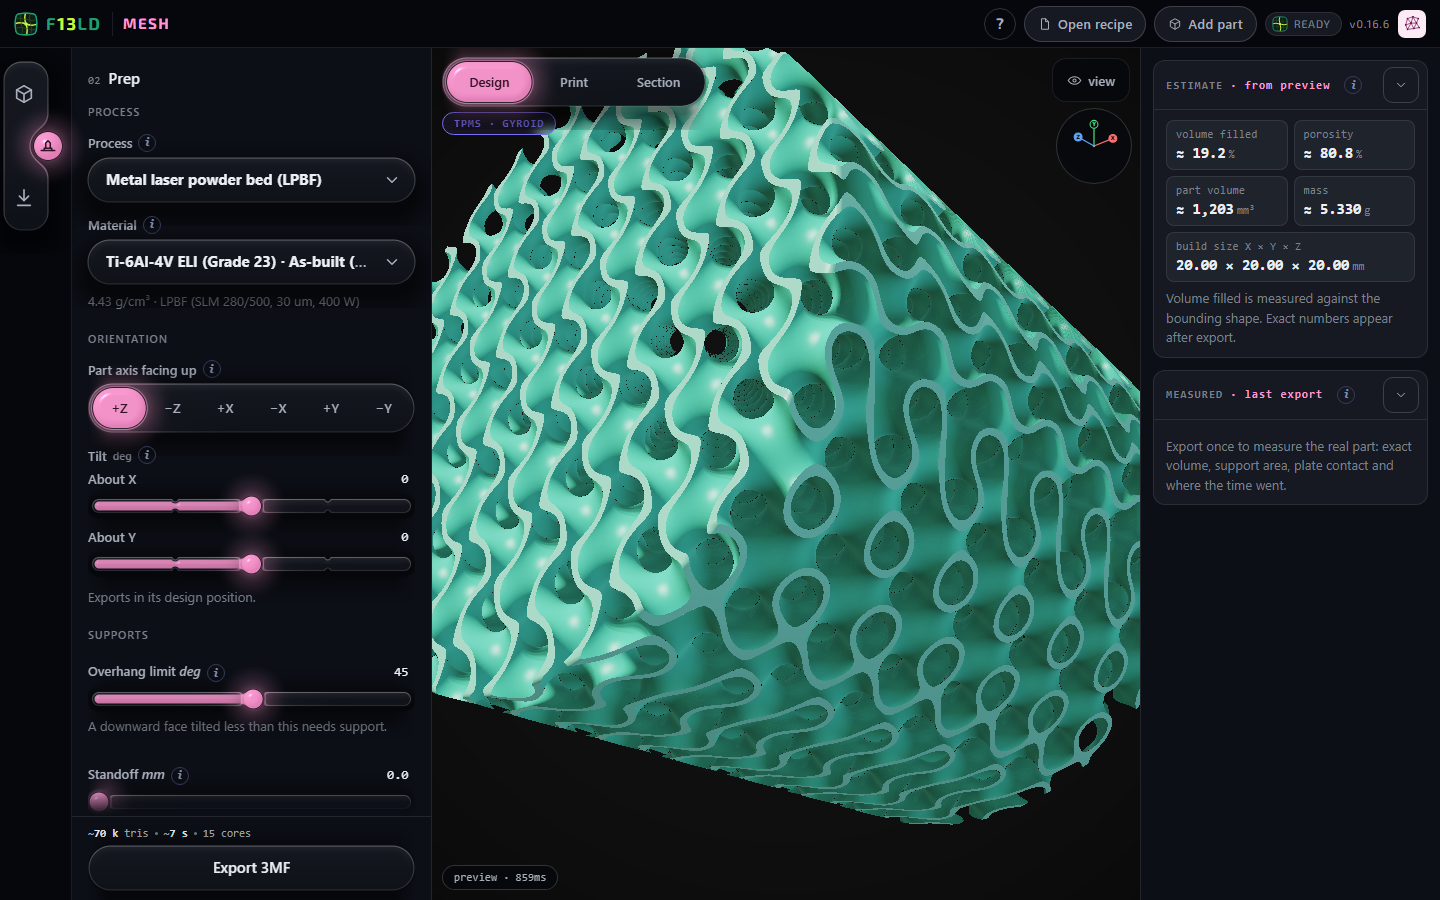 F13LD MESH
? Open recipe Add part READY v0.16.6
02 Prep
PROCESS
Process i
Metal laser powder bed (LPBF)
Material i
Ti-6Al-4V ELI (Grade 23) · As-built (...
4.43 g/cm³ · LPBF (SLM 280/500, 30 um, 400 W)
ORIENTATION
Part axis facing up i
+Z −Z +X −X +Y −Y
Tilt deg i
About X 0
About Y 0
Exports in its design position.
SUPPORTS
Overhang limit deg i 45
A downward face tilted less than this needs support.
Standoff mm i 0.0
~70 k tris • ~7 s • 15 cores
Export 3MF
Design Print Section
TPMS · GYROID
view
Y Z X
preview · 859ms
ESTIMATE · from preview i
volume filled
≈ 19.2 %
porosity
≈ 80.8 %
part volume
≈ 1,203 mm³
mass
≈ 5.330 g
build size X × Y × Z
20.00 × 20.00 × 20.00 mm
Volume filled is measured against the
bounding shape. Exact numbers appear
after export.
MEASURED · last export i
Export once to measure the real part: exact
volume, support area, plate contact and
where the time went.